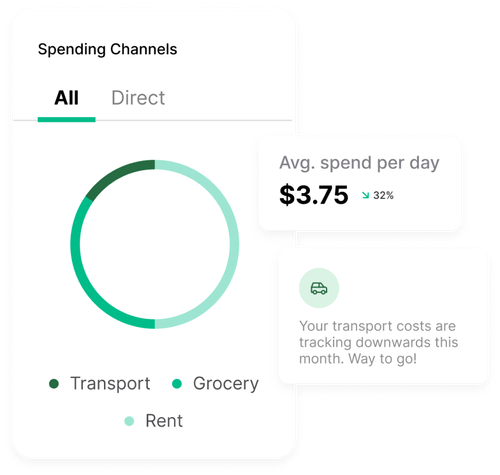 Spending Channels
All
Direct
Avg. spend per day
$3.75
32%
Your transport costs are
tracking downwards this
month. Way to go!
Transport
Grocery
Rent